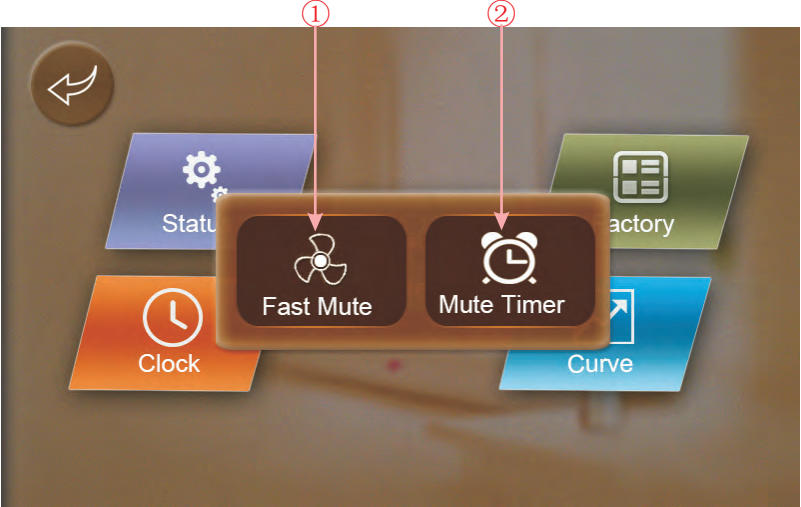 ① ②
Statu
actory
Fast Mute
Mute Timer
Clock
Curve